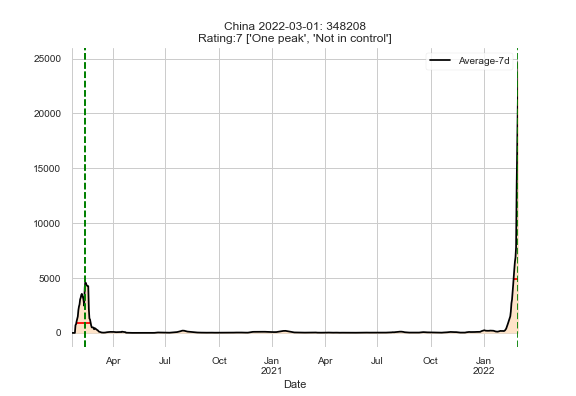 China 2022-03-01: 348208
Rating:7 ['One peak', 'Not in control']
Average-7d
25000
20000
15000
10000
5000
0
Apr Jul Oct Jan Apr Jul Oct Jan
2021 2022
Date